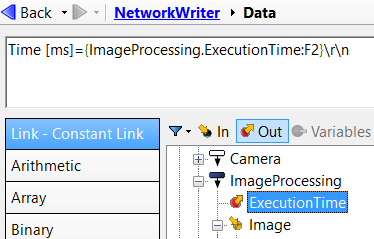 Back NetworkWriter Data
Time [ms]={ImageProcessing.ExecutionTime:F2}\r\n
Link - Constant Link
Arithmetic
Array
Binary
In Out Variables
Camera
ImageProcessing
ExecutionTime
Image